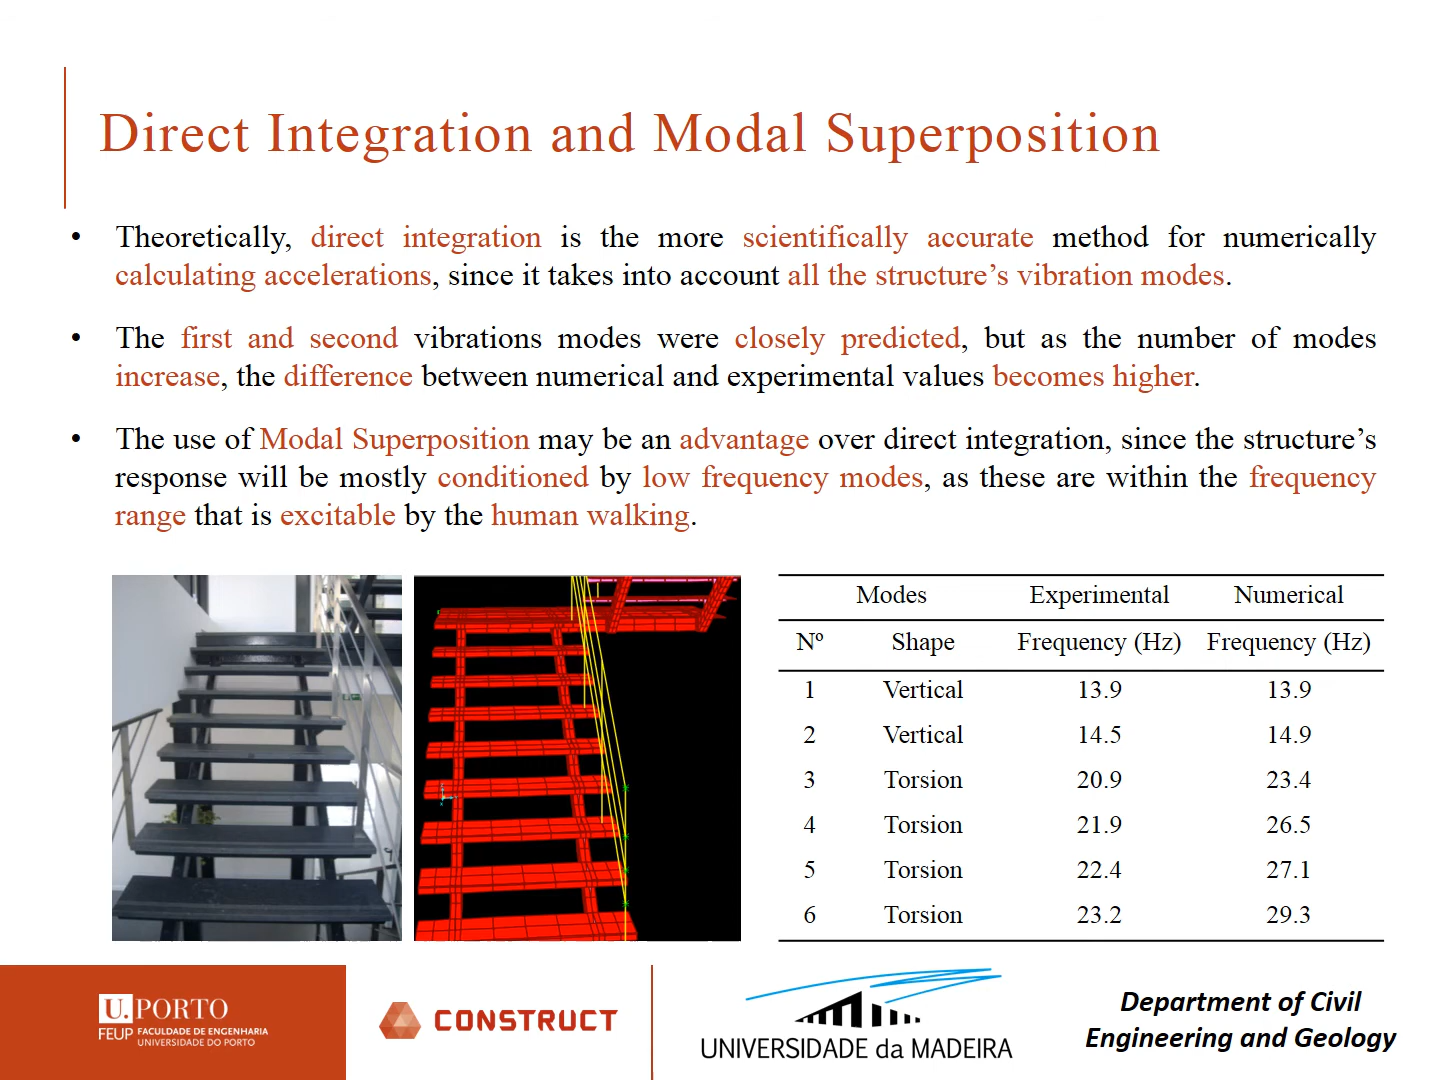 Direct Integration and Modal Superposition
• Theoretically, direct integration is the more scientifically accurate method for numerically
calculating accelerations, since it takes into account all the structure’s vibration modes.
• The first and second vibrations modes were closely predicted, but as the number of modes
increase, the difference between numerical and experimental values becomes higher.
• The use of Modal Superposition may be an advantage over direct integration, since the structure’s
response will be mostly conditioned by low frequency modes, as these are within the frequency
range that is excitable by the human walking.
Modes Experimental Numerical
Nº Shape Frequency (Hz) Frequency (Hz)
1 Vertical 13.9 13.9
2 Vertical 14.5 14.9
3 Torsion 20.9 23.4
4 Torsion 21.9 26.5
5 Torsion 22.4 27.1
6 Torsion 23.2 29.3
U.PORTO
FEUP FACULDADE DE ENGENHARIA
UNIVERSIDADE DO PORTO
CONSTRUCT
UNIVERSIDADE da MADEIRA
Department of Civil
Engineering and Geology